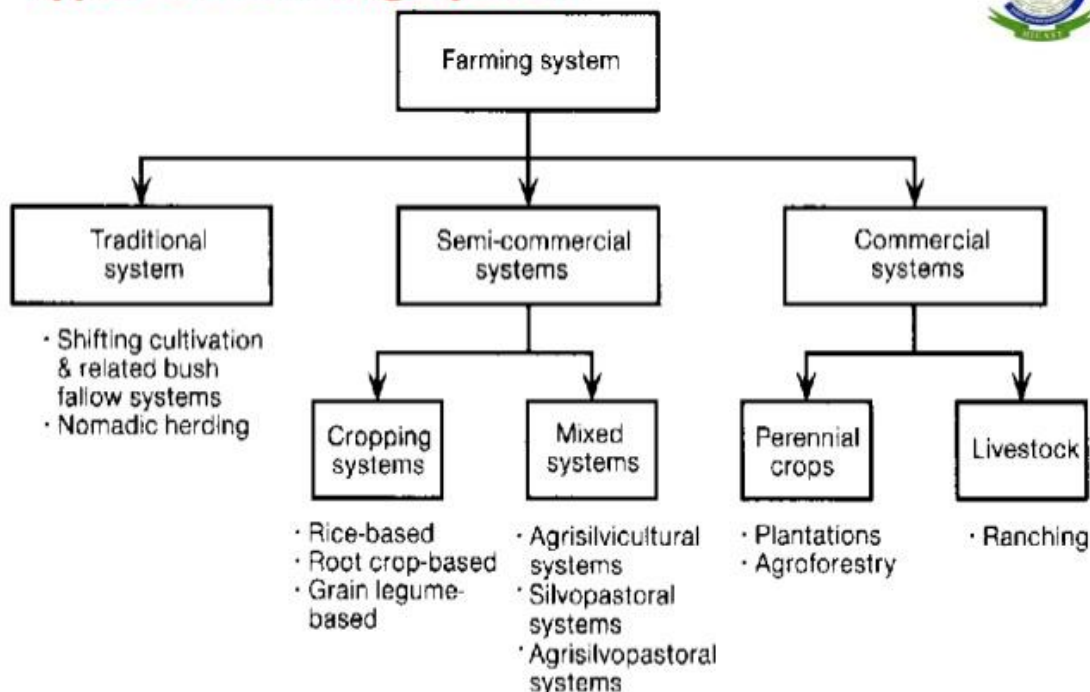 Farming system
Traditional
system
Semi-commercial
systems
Commercial
systems
· Shifting cultivation
& related bush
fallow systems
· Nomadic herding
Cropping
systems
Mixed
systems
Perennial
crops
Livestock
· Rice-based
· Root crop-based
· Grain legume-
based
· Agrisilvicultural
systems
· Silvopastoral
systems
· Agrisilvopastoral
systems
· Plantations
· Agroforestry
· Ranching